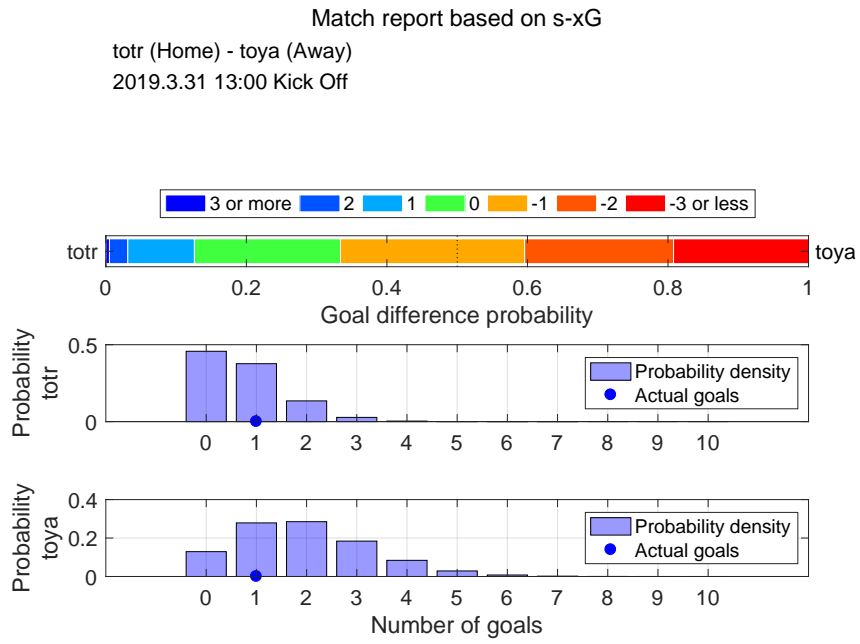 Match report based on s-xG
totr (Home) - toya (Away)
2019.3.31 13:00 Kick Off
3 or more 2 1 0 -1 -2 -3 or less
totr toya
0 0.2 0.4 0.6 0.8 1
Goal difference probability
Probability
totr
0.5
0
Probability density
Actual goals
0 1 2 3 4 5 6 7 8 9 10
Probability
toya
0.4
0.2
0
Probability density
Actual goals
0 1 2 3 4 5 6 7 8 9 10
Number of goals